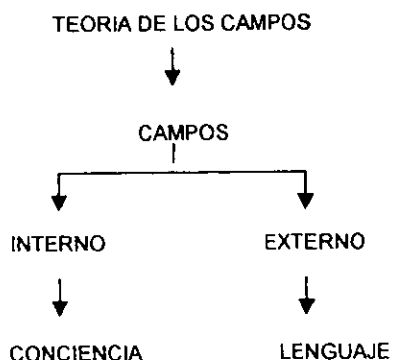 TEORIA DE LOS CAMPOS
CAMPOS
INTERNO EXTERNO
CONCIENCIA LENGUAJE